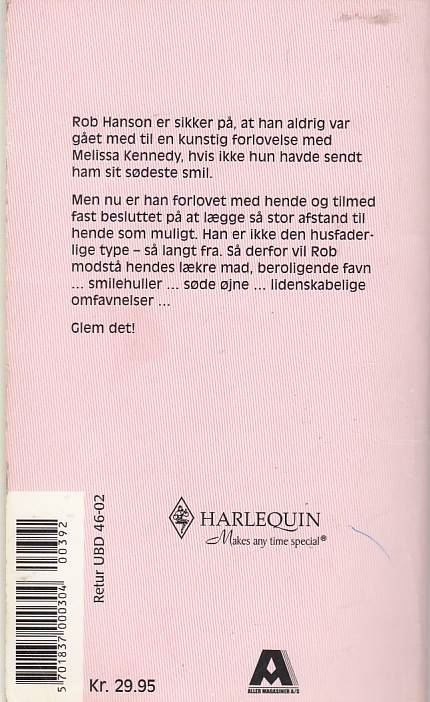 Rob Hanson er sikker på, at han aldrig var
gået med til en kunstig forlovelse med
Melissa Kennedy, hvis ikke hun havde sendt
ham sit sødeste smil.
Men nu er han forlovet med hende og tilmed
fast besluttet på at lægge så stor afstand til
hende som muligt. Han er ikke den husfader-
lige type – så langt fra. Så derfor vil Rob
modstå hendes lækre mad, beroligende favn
... smilehuller ... søde øjne ... lidenskabelige
omfavnelser ...
Glem det!
HARLEQUIN
Makes any time special®
Retur UBD 46-02
00392
5 701837 000304
Kr. 29.95
A
ALLER MAGASINER A/S